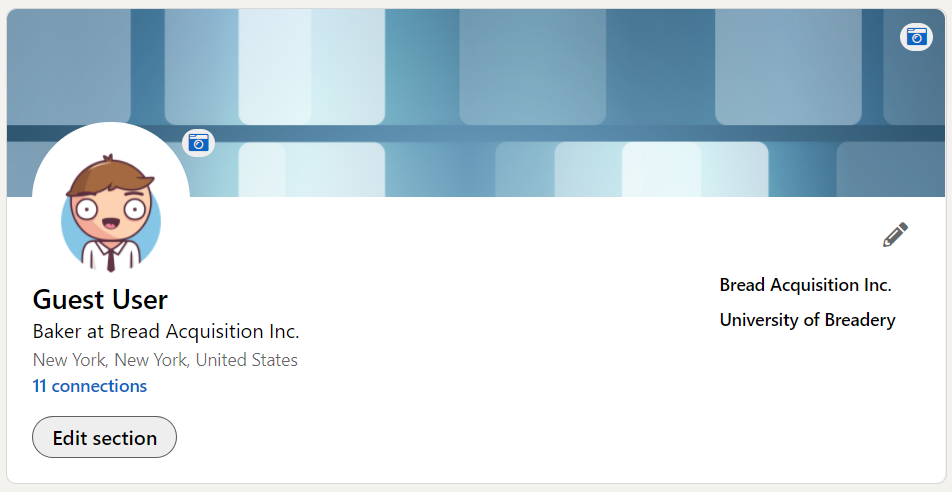 Guest User
Baker at Bread Acquisition Inc.
New York, New York, United States
11 connections
Edit section
Bread Acquisition Inc.
University of Breadery